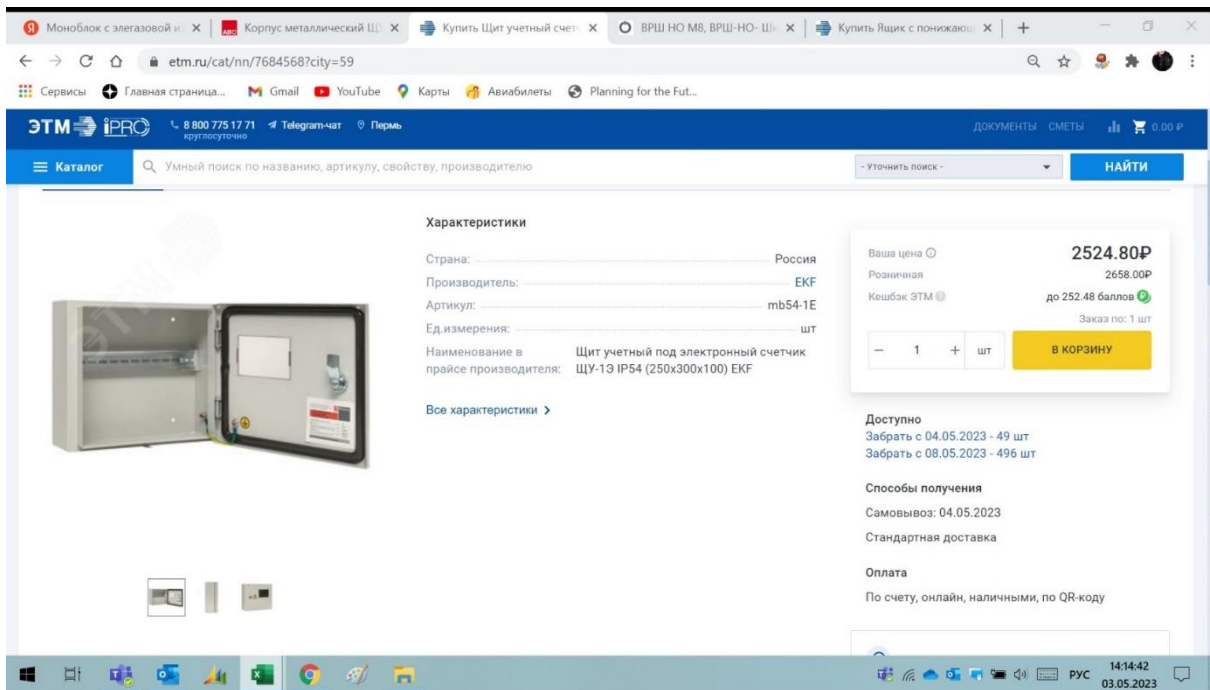 Моноблок с элегазовой и
Корпус металлический ЩУ
Купить Щит учетный счет
ВРШ НО М8, ВРШ-НО- Ш
Купить Ящик с понижающ
etm.ru/cat/nn/7684568?city=59
Сервисы Главная страница... Gmail YouTube Карты Авиабилеты Planning for the Fut...
ЭТМ iPRO 8 800 775 17 71 Telegram-чат Пермь
круглосуточно
ДОКУМЕНТЫ СМЕТЫ 0.00 ₽
Каталог Умный поиск по названию, артикулу, свойству, производителю - Уточнить поиск - НАЙТИ
ЭТМ
Характеристики
Страна: Россия
Производитель: EKF
Артикул: mb54-1E
Ед.измерения: шт
Наименование в прайсе производителя: Щит учетный под электронный счетчик
ЩУ-1Э IP54 (250x300x100) EKF
Все характеристики
Ваша цена 2524.80₽
Розничная 2658.00₽
Кешбэк ЭТМ до 252.48 баллов
Заказ по: 1 шт
− 1 + шт В КОРЗИНУ
Доступно
Забрать с 04.05.2023 - 49 шт
Забрать с 08.05.2023 - 496 шт
Способы получения
Самовывоз: 04.05.2023
Стандартная доставка
Оплата
По счету, онлайн, наличными, по QR-коду
РУС 14:14:42
03.05.2023